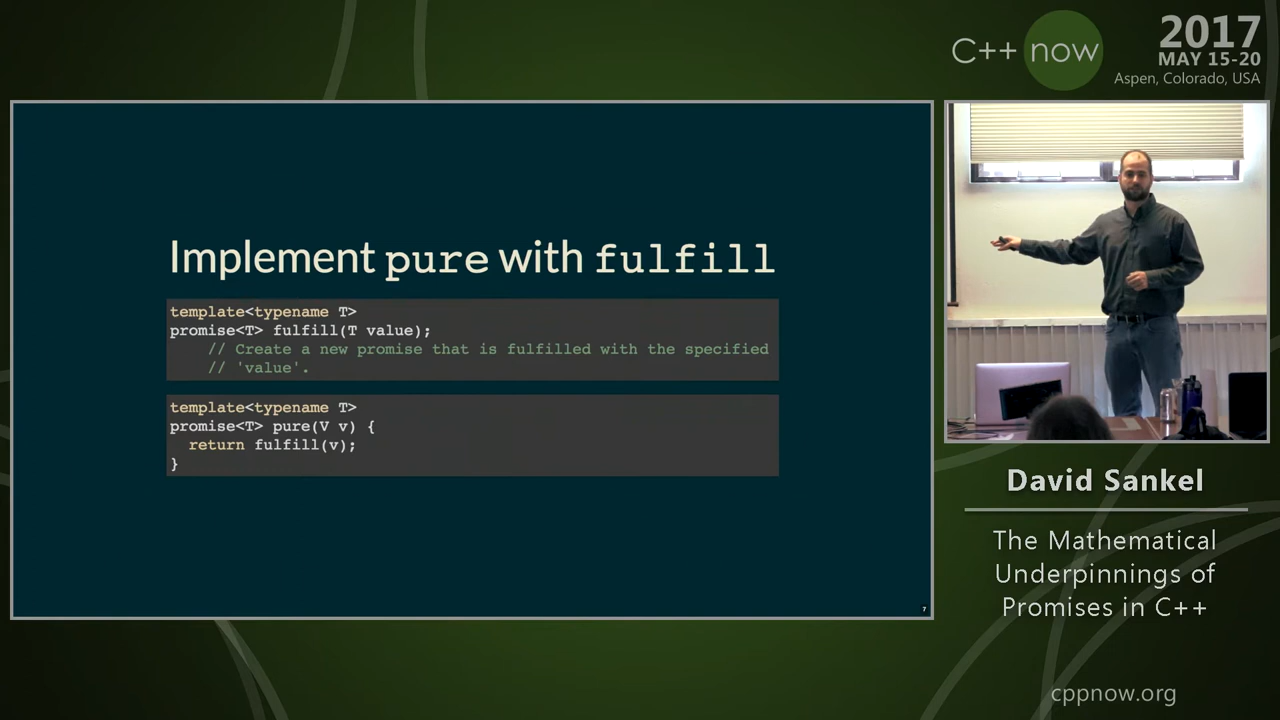 C++ now
2017
MAY 15-20
Aspen, Colorado, USA
Implement pure with fulfill
template<typename T>
promise<T> fulfill(T value);
// Create a new promise that is fulfilled with the specified
// 'value'.
template<typename T>
promise<T> pure(V v) {
return fulfill(v);
}
7
David Sankel
The Mathematical
Underpinnings of
Promises in C++
cppnow.org